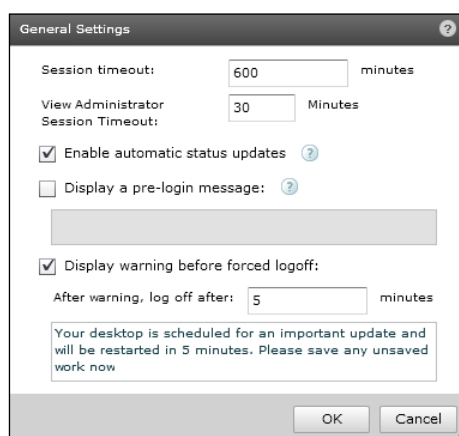 General Settings
?
Session timeout: 600 minutes
View Administrator
Session Timeout: 30 Minutes
Enable automatic status updates ?
Display a pre-login message: ?
Display warning before forced logoff:
After warning, log off after: 5 minutes
Your desktop is scheduled for an important update and
will be restarted in 5 minutes. Please save any unsaved
work now
OK Cancel